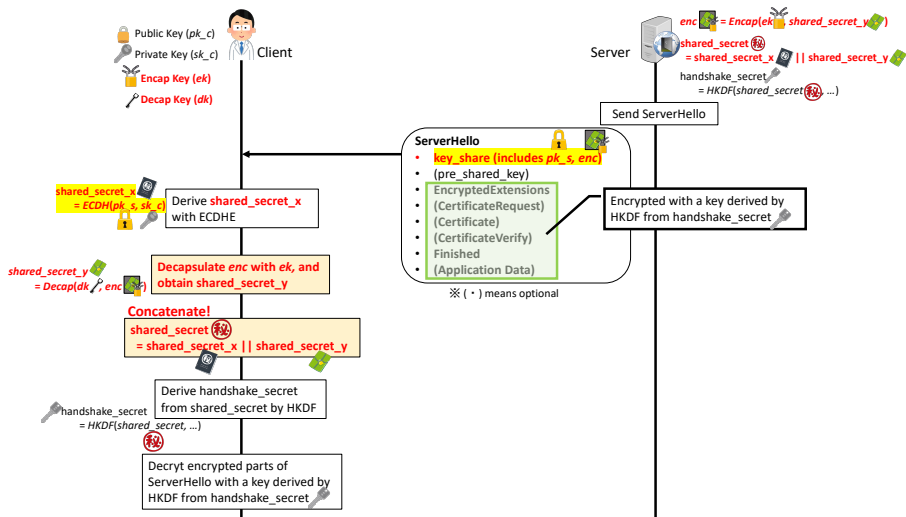 Public Key (pk_c)
Private Key (sk_c)
Encap Key (ek)
Decap Key (dk)
Client
Server
enc = Encap(ek , shared_secret_y )
shared_secret 秘
= shared_secret_x || shared_secret_y
handshake_secret
= HKDF(shared_secret 秘, …)
Send ServerHello
ServerHello
• key_share (includes pk_s, enc)
• (pre_shared_key)
• EncryptedExtensions
• (CertificateRequest)
• (Certificate)
• (CertificateVerify)
• Finished
• (Application Data)
※ (・) means optional
Encrypted with a key derived by
HKDF from handshake_secret
shared_secret_x
= ECDH(pk_s, sk_c)
Derive shared_secret_x
with ECDHE
shared_secret_y
= Decap(dk , enc )
Decapsulate enc with ek, and
obtain shared_secret_y
Concatenate!
shared_secret 秘
= shared_secret_x || shared_secret_y
Derive handshake_secret
from shared_secret by HKDF
handshake_secret
= HKDF(shared_secret, …)
秘
Decryt encrypted parts of
ServerHello with a key derived by
HKDF from handshake_secret